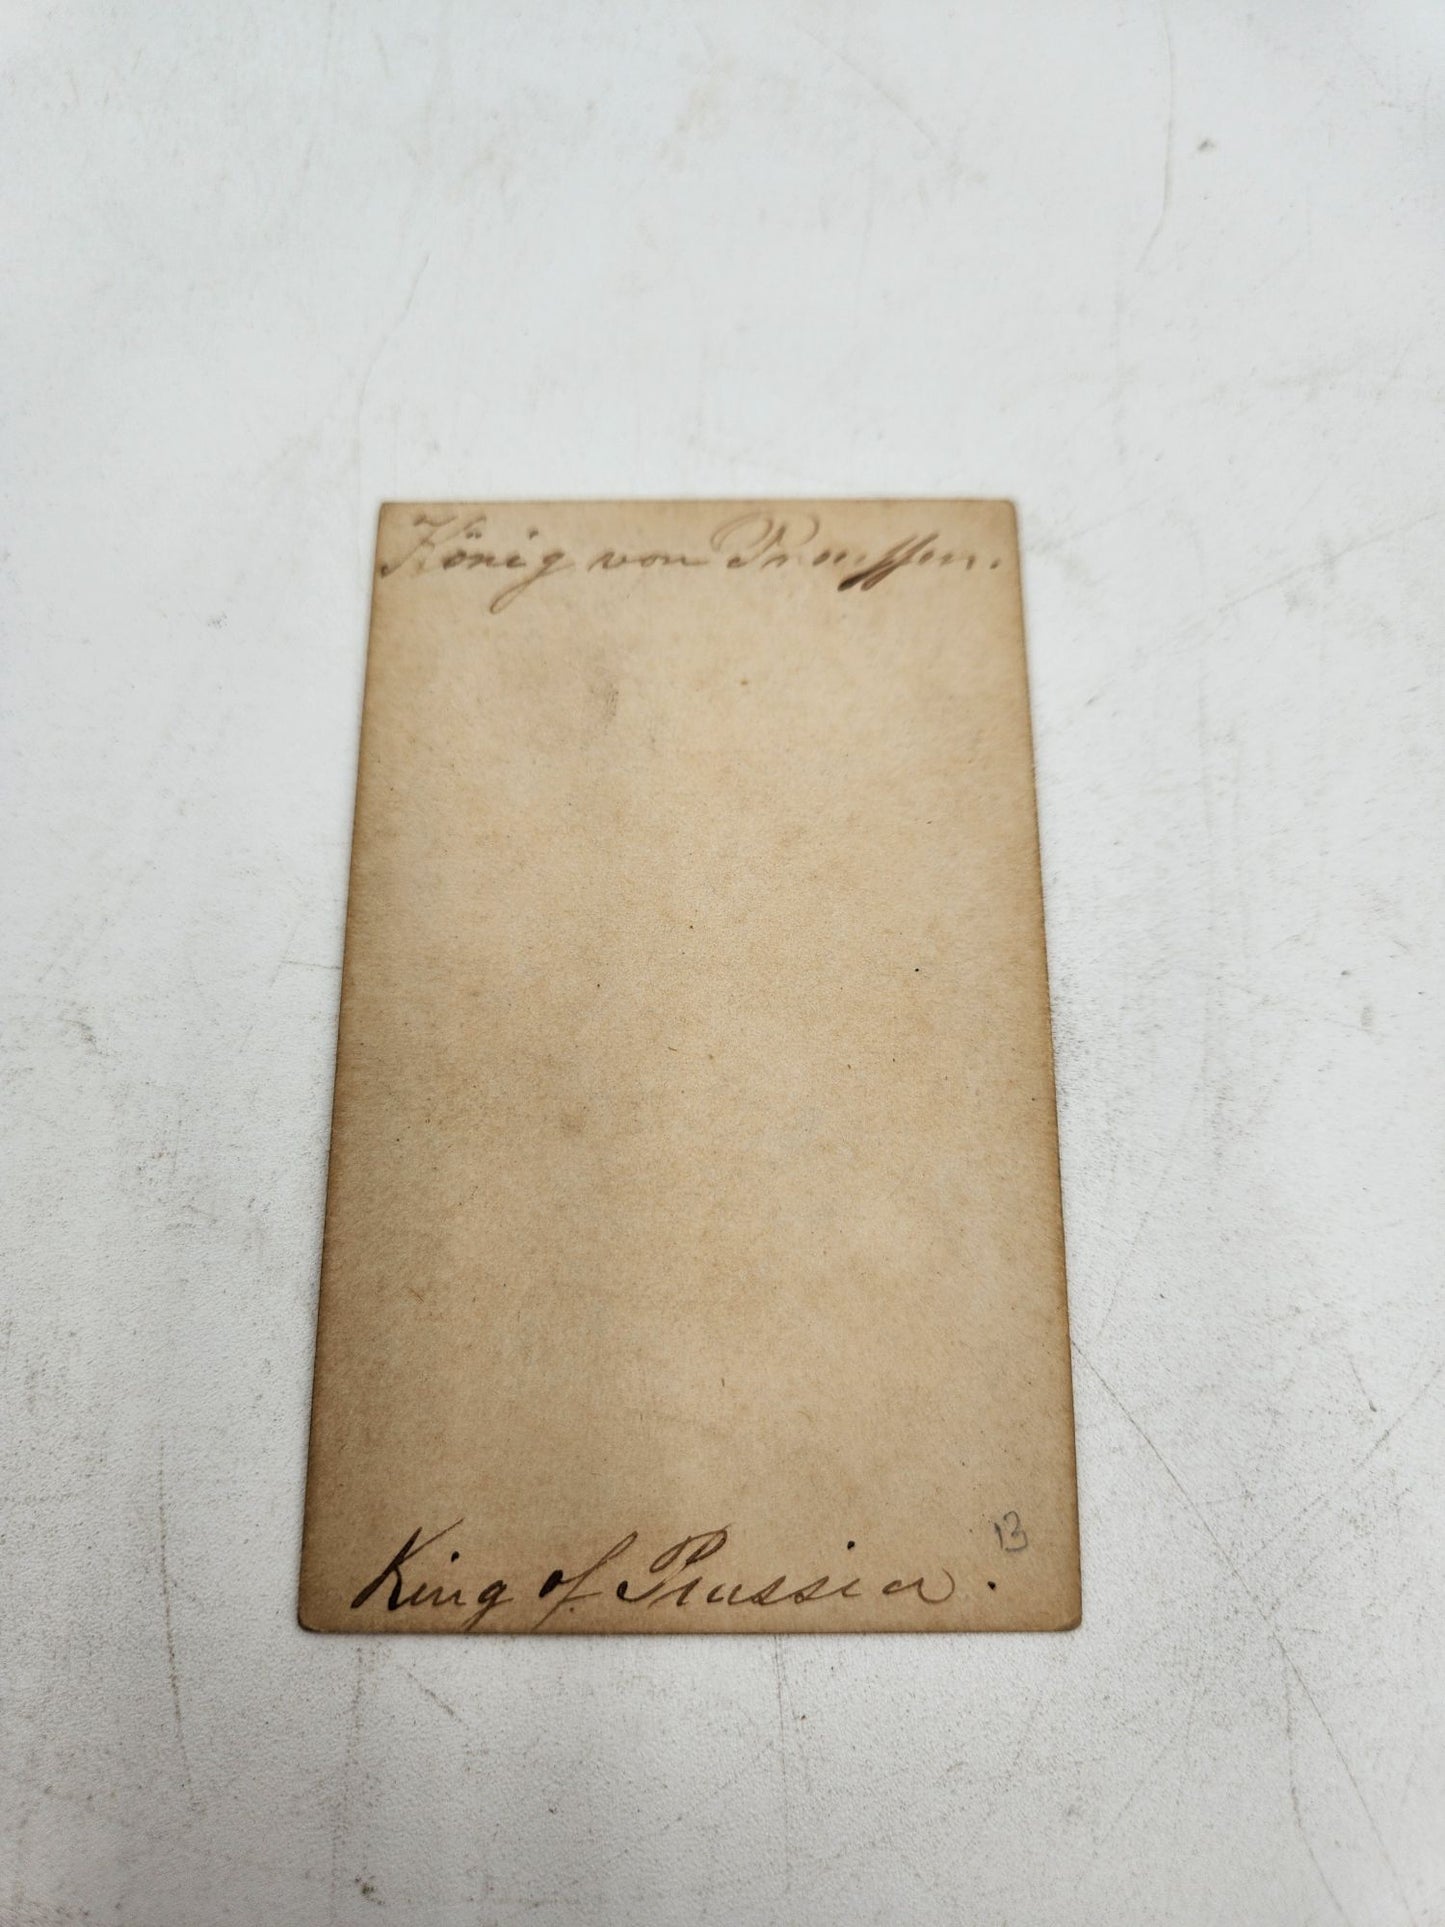 König von Preussen.
13
King of Prussia.